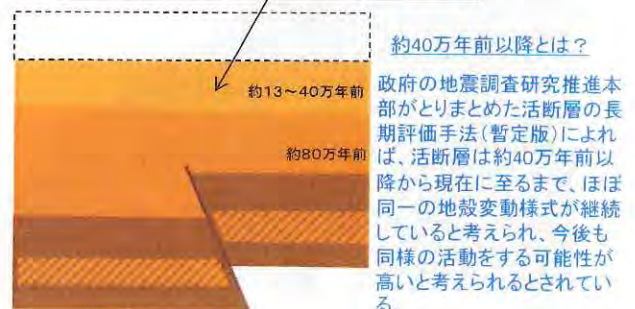 約40万年前以降とは？
約13～40万年前
約80万年前
政府の地震調査研究推進本
部がとりまとめた活断層の長
期評価手法(暫定版)によれ
ば、活断層は約40万年前以
降から現在に至るまで、ほぼ
同一の地殻変動様式が継続
していると考えられ、今後も
同様の活動をする可能性が
高いと考えられるとされてい
る。